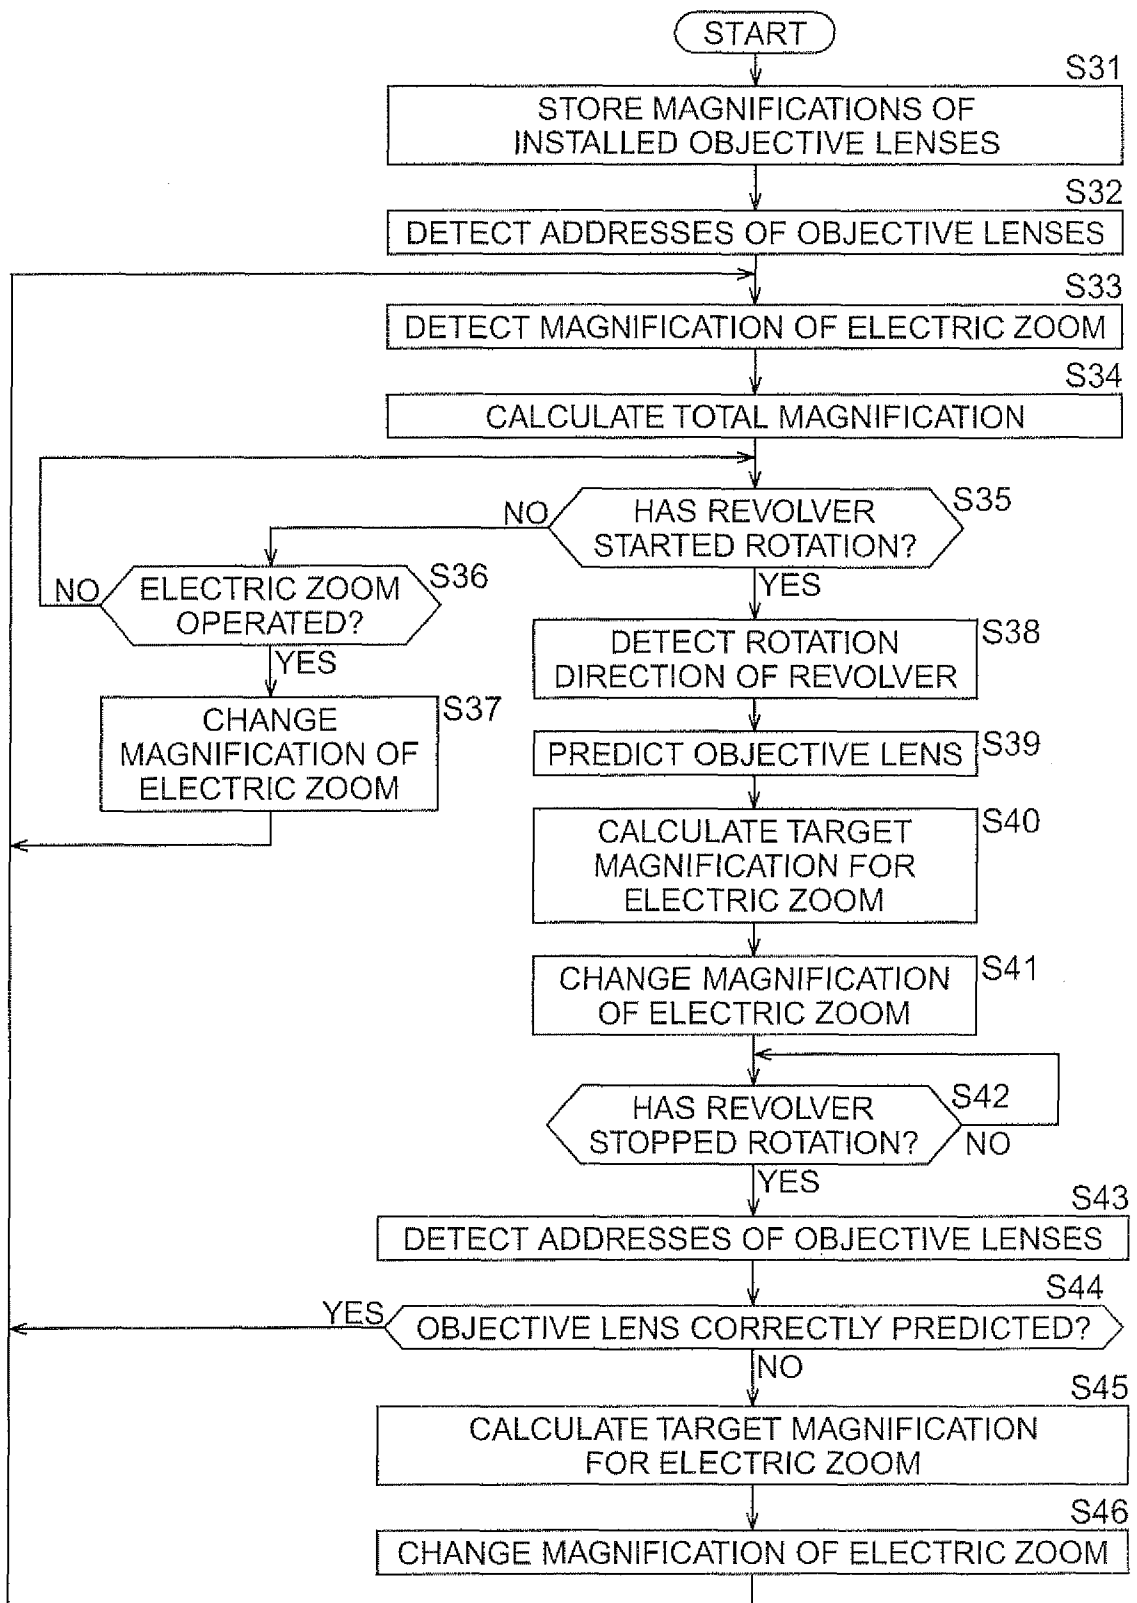 START
S31
STORE MAGNIFICATIONS OF
INSTALLED OBJECTIVE LENSES
S32
DETECT ADDRESSES OF OBJECTIVE LENSES
S33
DETECT MAGNIFICATION OF ELECTRIC ZOOM
S34
CALCULATE TOTAL MAGNIFICATION
S35
HAS REVOLVER
STARTED ROTATION?
NO
YES
S36
ELECTRIC ZOOM
OPERATED?
NO
YES
S37
CHANGE
MAGNIFICATION OF
ELECTRIC ZOOM
S38
DETECT ROTATION
DIRECTION OF REVOLVER
S39
PREDICT OBJECTIVE LENS
S40
CALCULATE TARGET
MAGNIFICATION FOR
ELECTRIC ZOOM
S41
CHANGE MAGNIFICATION
OF ELECTRIC ZOOM
S42
HAS REVOLVER
STOPPED ROTATION?
NO
YES
S43
DETECT ADDRESSES OF OBJECTIVE LENSES
S44
YES
OBJECTIVE LENS CORRECTLY PREDICTED?
NO
S45
CALCULATE TARGET MAGNIFICATION
FOR ELECTRIC ZOOM
S46
CHANGE MAGNIFICATION OF ELECTRIC ZOOM